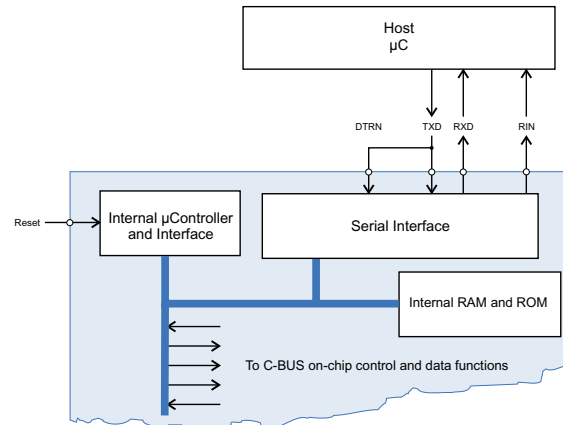 Host
µC
DTRN
TXD
RXD
RIN
Reset
Internal µController
and Interface
Serial Interface
Internal RAM and ROM
To C-BUS on-chip control and data functions